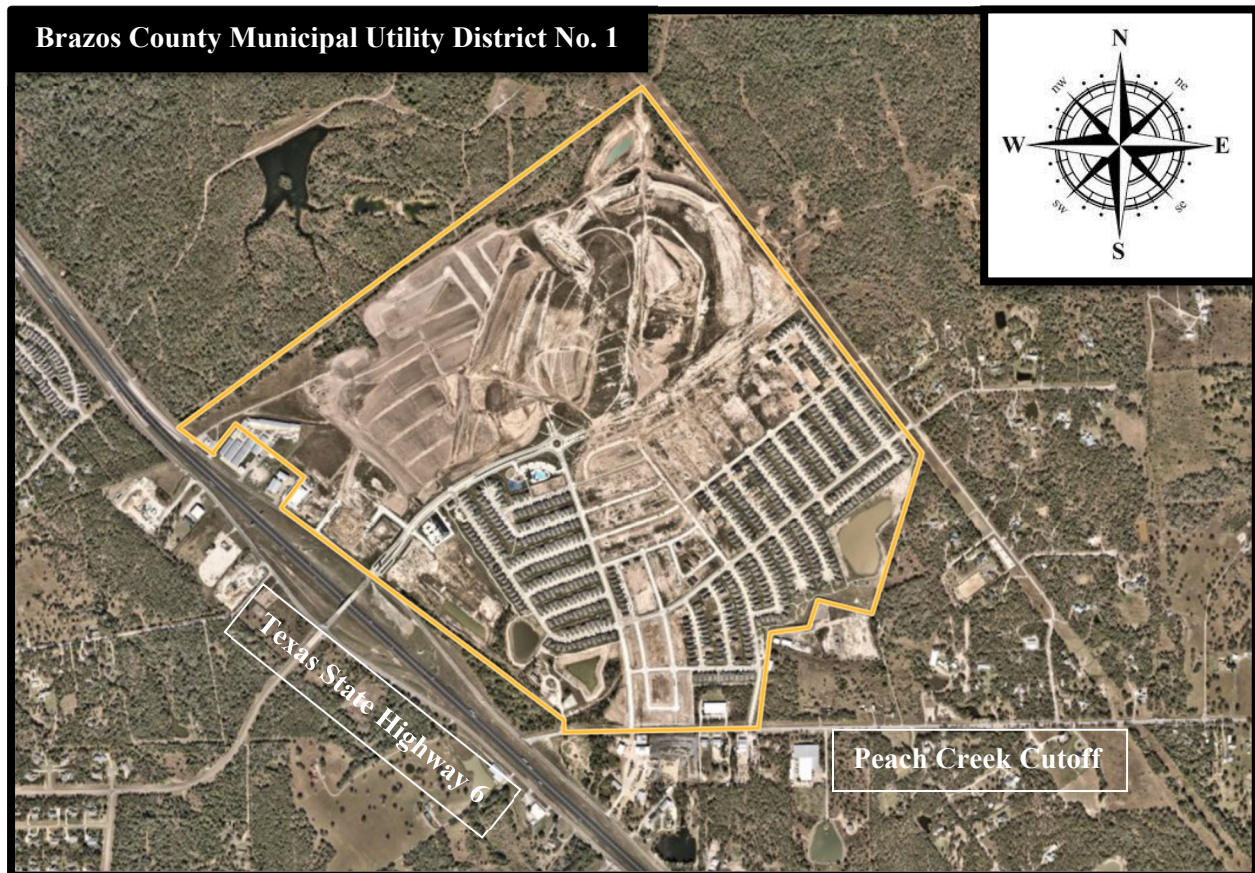 Brazos County Municipal Utility District No. 1
N
nw
ne
W
E
sw
se
S
Texas State Highway 6
Peach Creek Cutoff